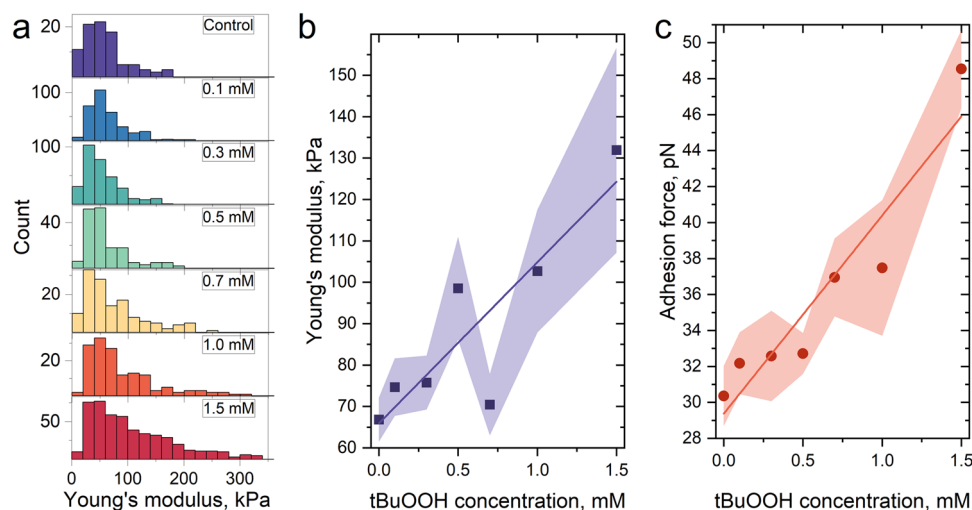 a
Control
20
0.1 mM
100
0.3 mM
100
0.5 mM
40
0.7 mM
20
1.0 mM
20
1.5 mM
50
Count
0 100 200 300
Young's modulus, kPa
b
150
140
130
120
110
100
90
80
70
60
Young's modulus, kPa
0.0 0.5 1.0 1.5
tBuOOH concentration, mM
c
50
48
46
44
42
40
38
36
34
32
30
28
Adhesion force, pN
0.0 0.5 1.0 1.5
tBuOOH concentration, mM